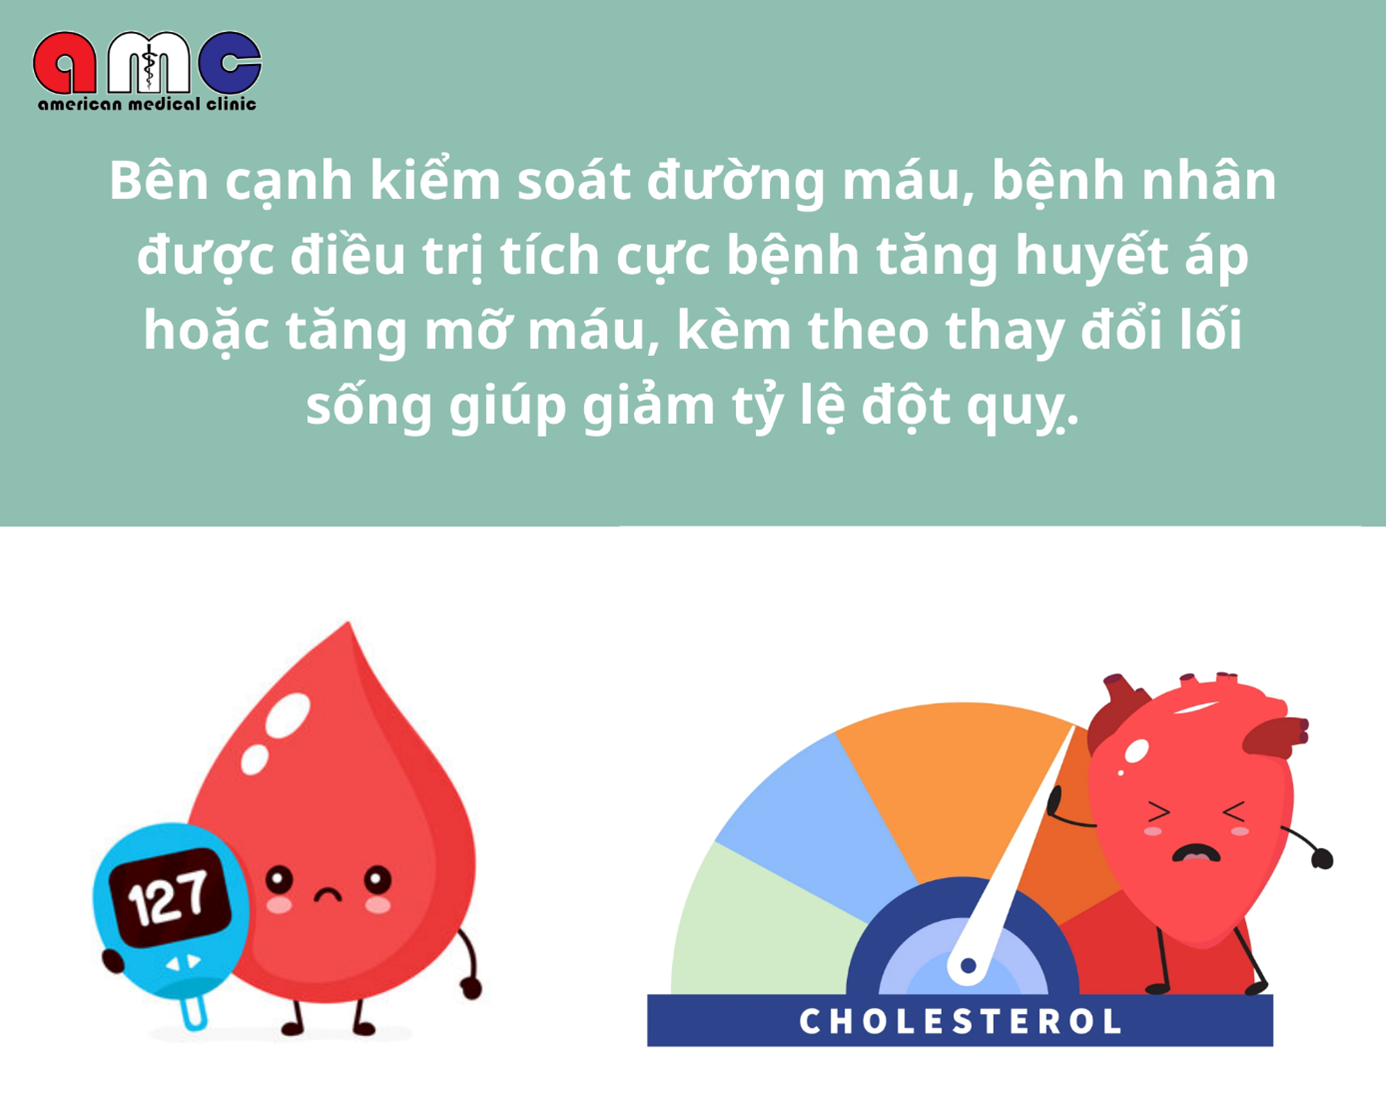 amc
american medical clinic
Bên cạnh kiểm soát đường máu, bệnh nhân
được điều trị tích cực bệnh tăng huyết áp
hoặc tăng mỡ máu, kèm theo thay đổi lối
sống giúp giảm tỷ lệ đột quỵ.
127
CHOLESTEROL